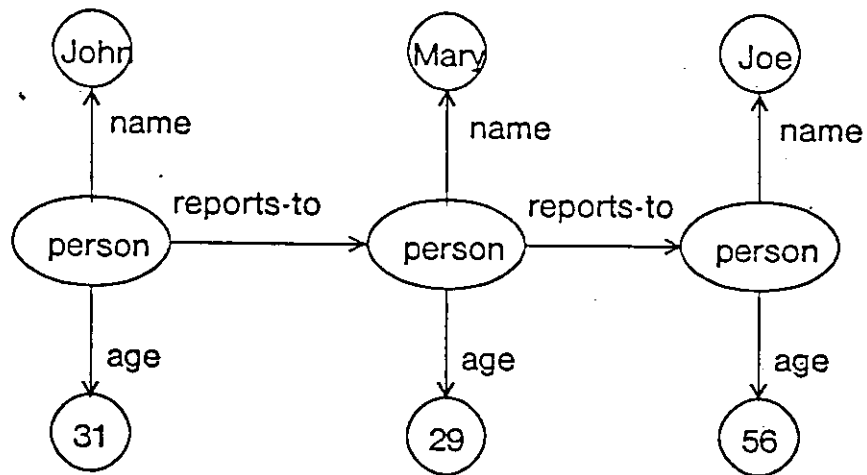 John Mary Joe
name name name
reports-to reports-to
person person person
age age age
31 29 56